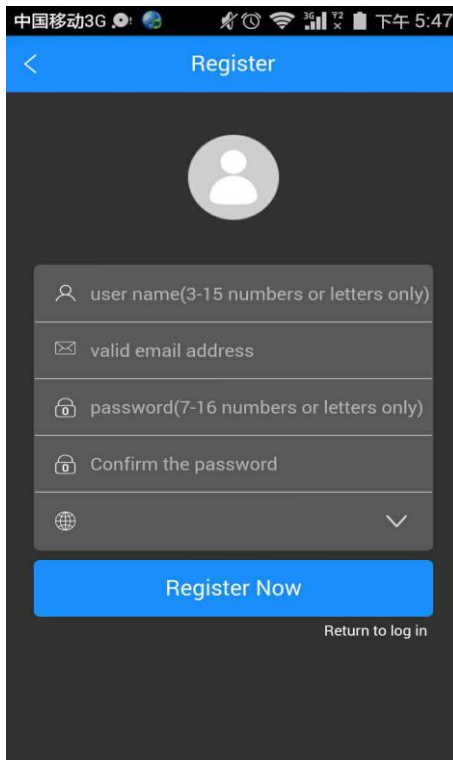 中国移动3G 下午 5:47
Register
user name(3-15 numbers or letters only)
valid email address
password(7-16 numbers or letters only)
Confirm the password
Register Now
Return to log in